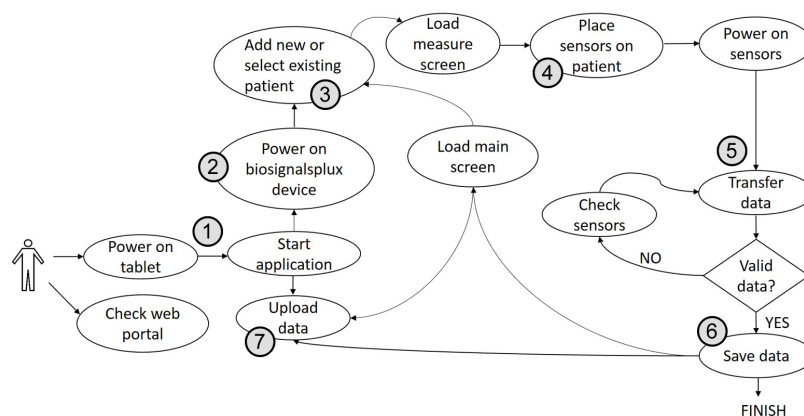 Add new or
select existing
patient
3
Load
measure
screen
Place
sensors on
patient
4
Power on
sensors
2
Power on
biosignalsplux
device
Load main
screen
5
Transfer
data
Check
sensors
1
Power on
tablet
Start
application
NO
Valid
data?
Check web
portal
Upload
data
7
YES
6
Save data
FINISH